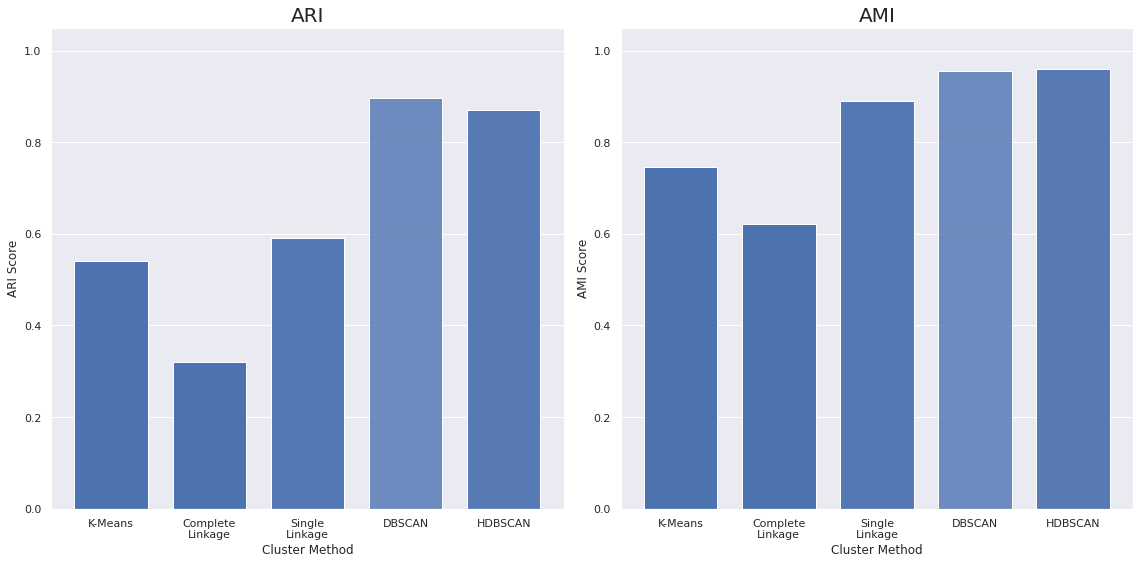 ARI
1.0
0.8
0.6
0.4
0.2
0.0
ARI Score
K-Means
Complete
Linkage
Single
Linkage
DBSCAN
HDBSCAN
Cluster Method
AMI
1.0
0.8
0.6
0.4
0.2
0.0
AMI Score
K-Means
Complete
Linkage
Single
Linkage
DBSCAN
HDBSCAN
Cluster Method